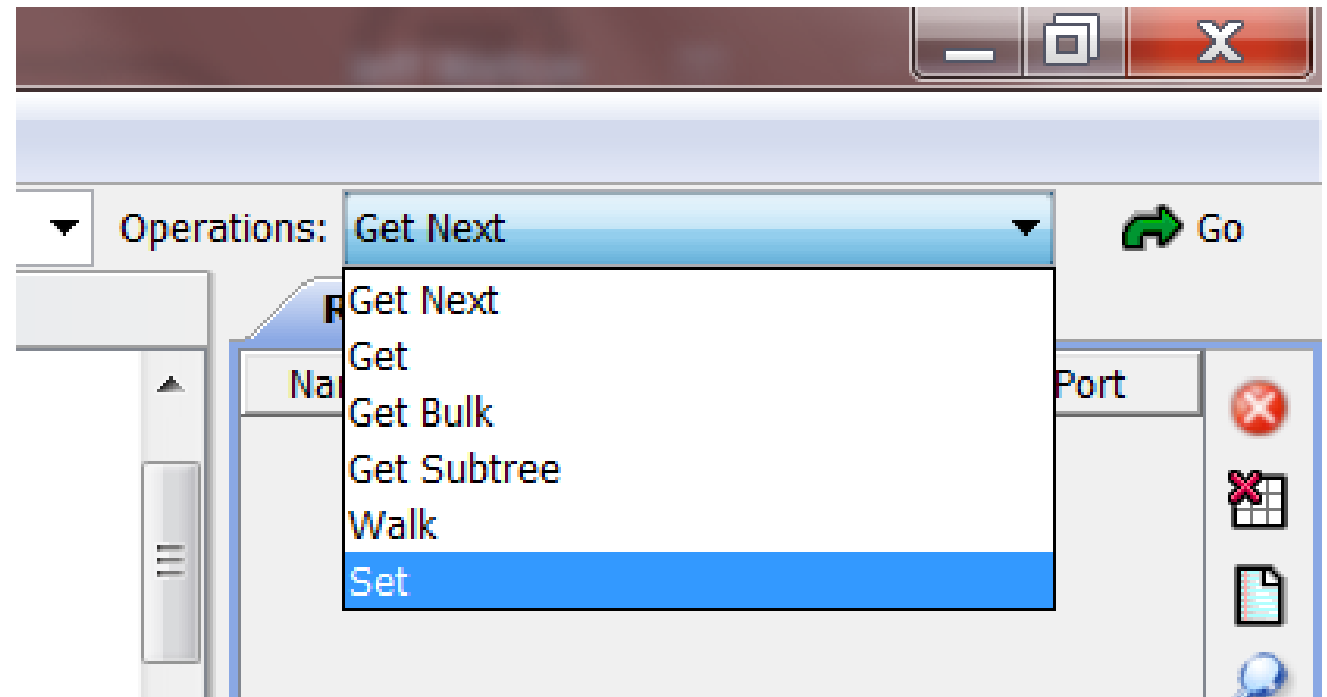 Operations: Get Next Go
Get Next
Get
Get Bulk
Get Subtree
Walk
Set
Port